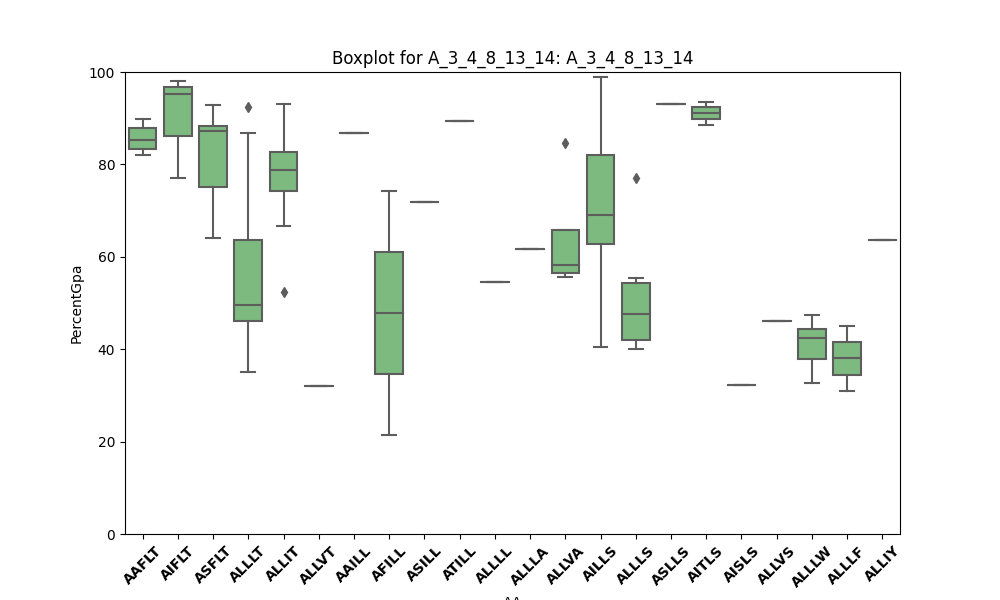 Boxplot for A_3_4_8_13_14: A_3_4_8_13_14
100
80
60
40
20
0
PercentGpa
AAFLT AIFLT ASFLT ALLLT ALLIT ALLVT AAILL AFILL ASILL ATILL ALLLL ALLLA ALLVA AILLS ALLLS ASLLS AITLS AISLS ALLVS ALLLW ALLLF ALLIY